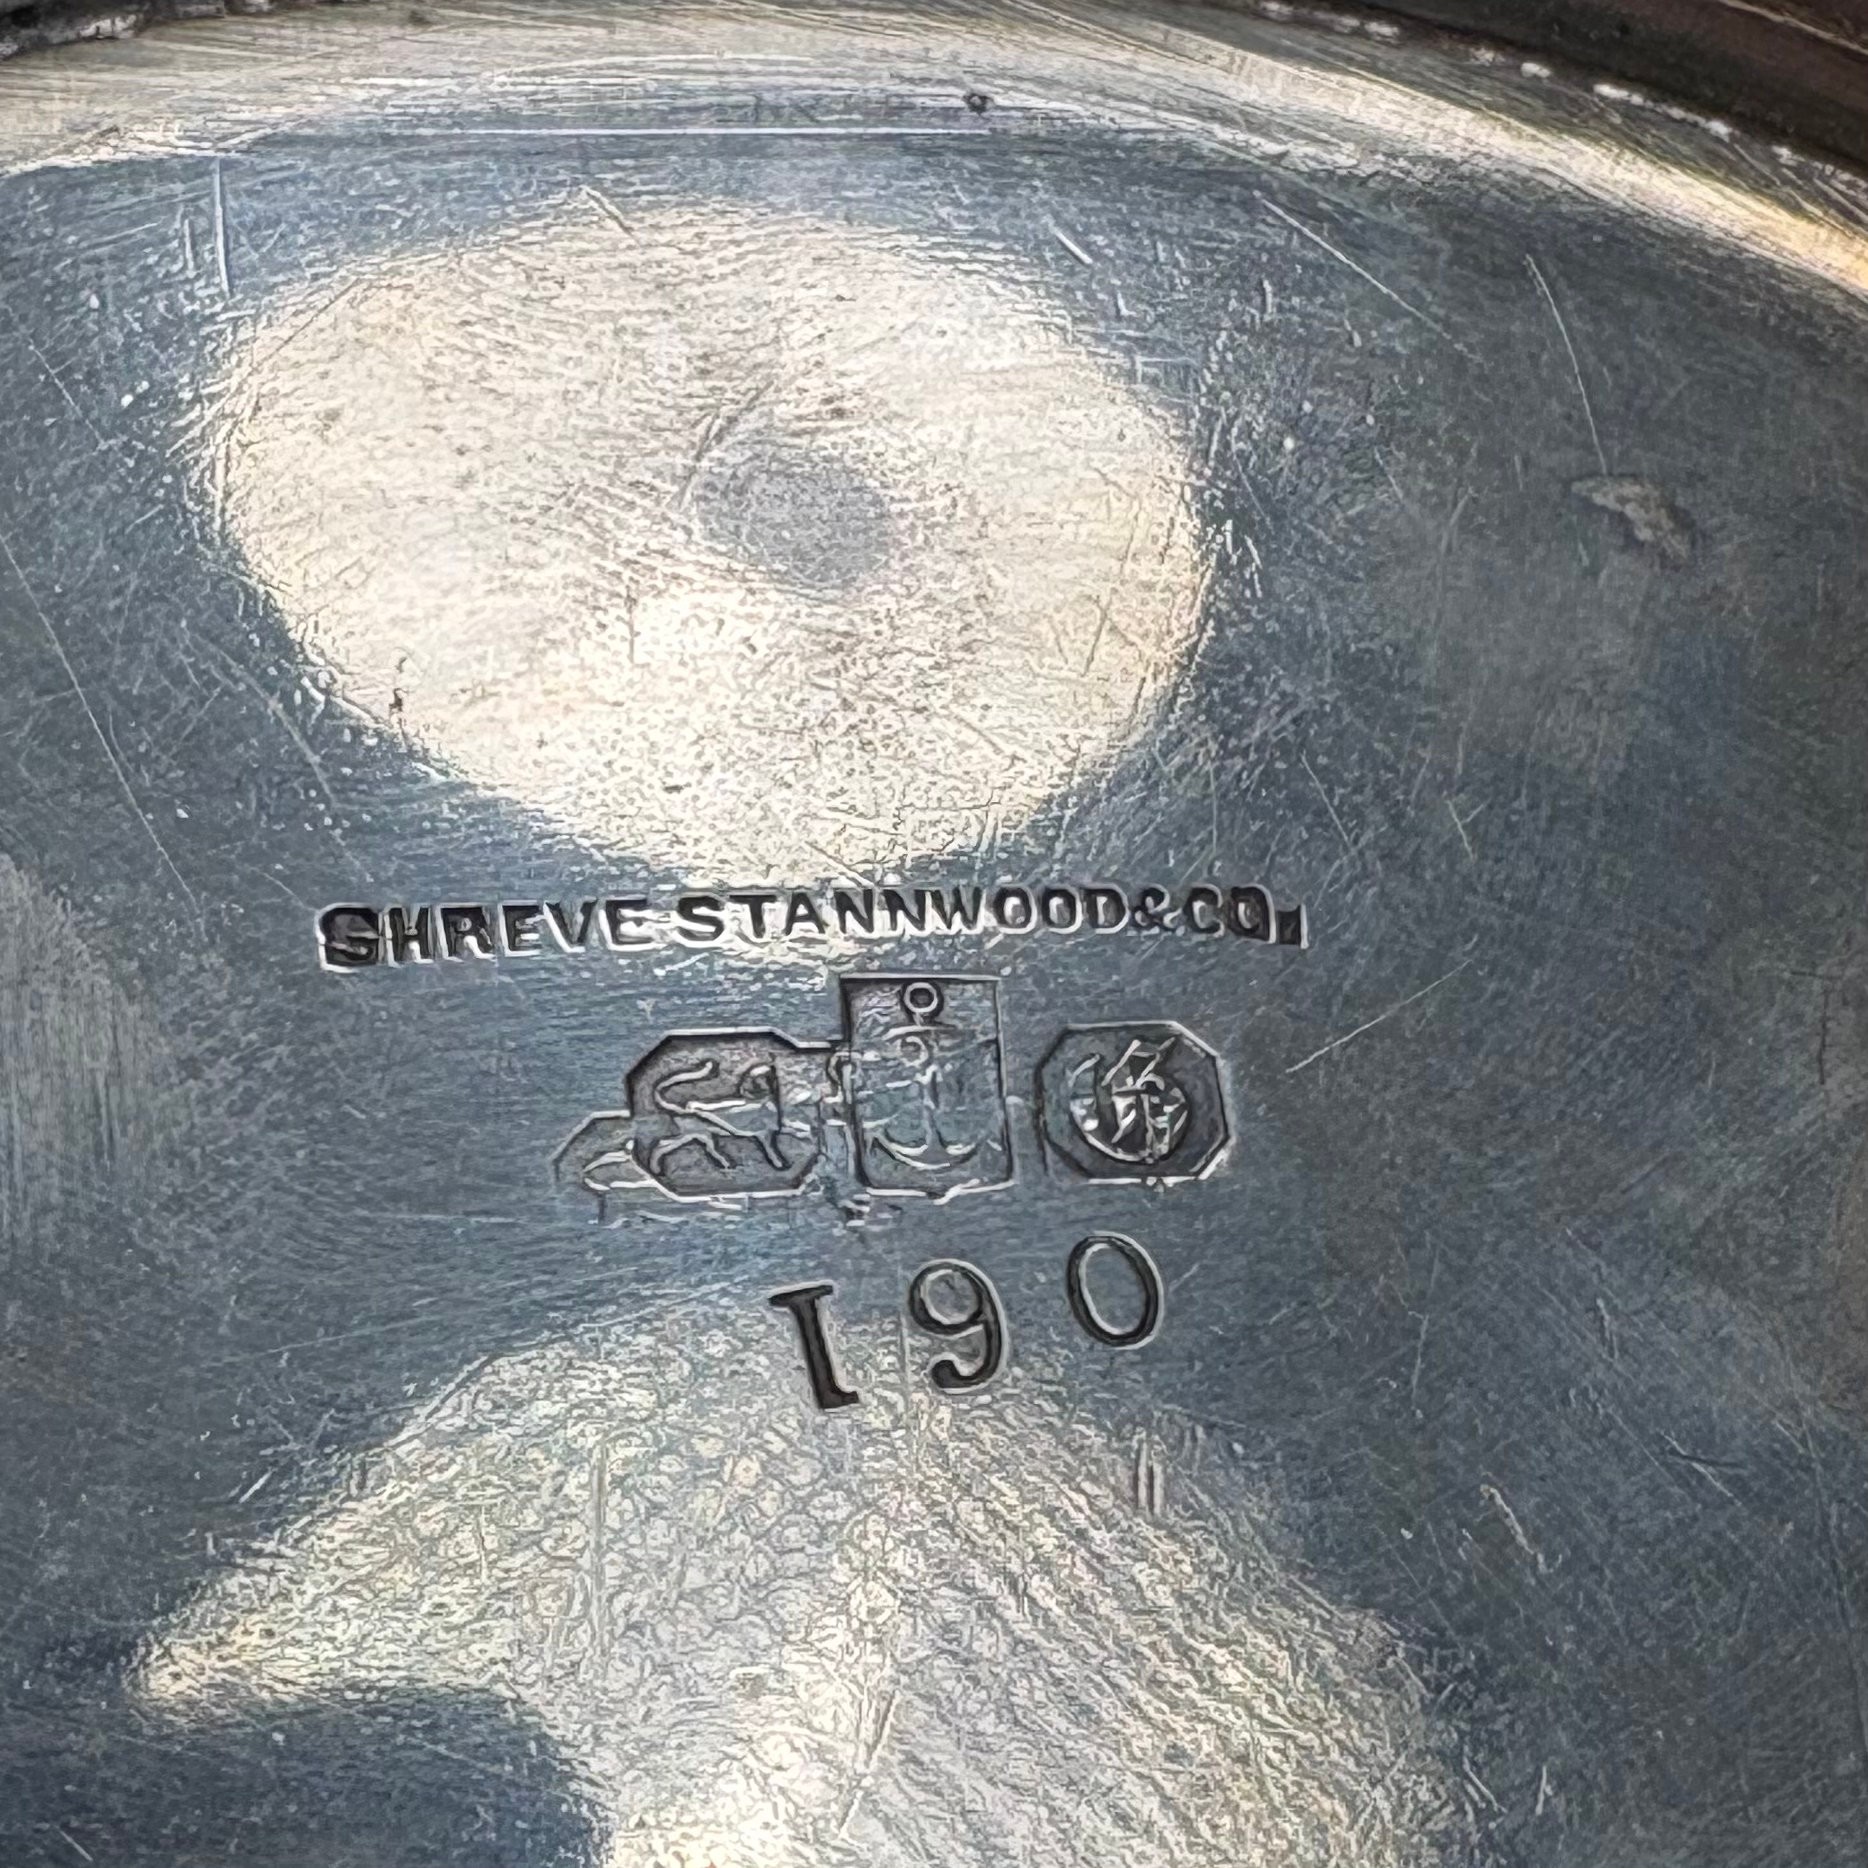 SHREVE STANNWOOD & CO.
190